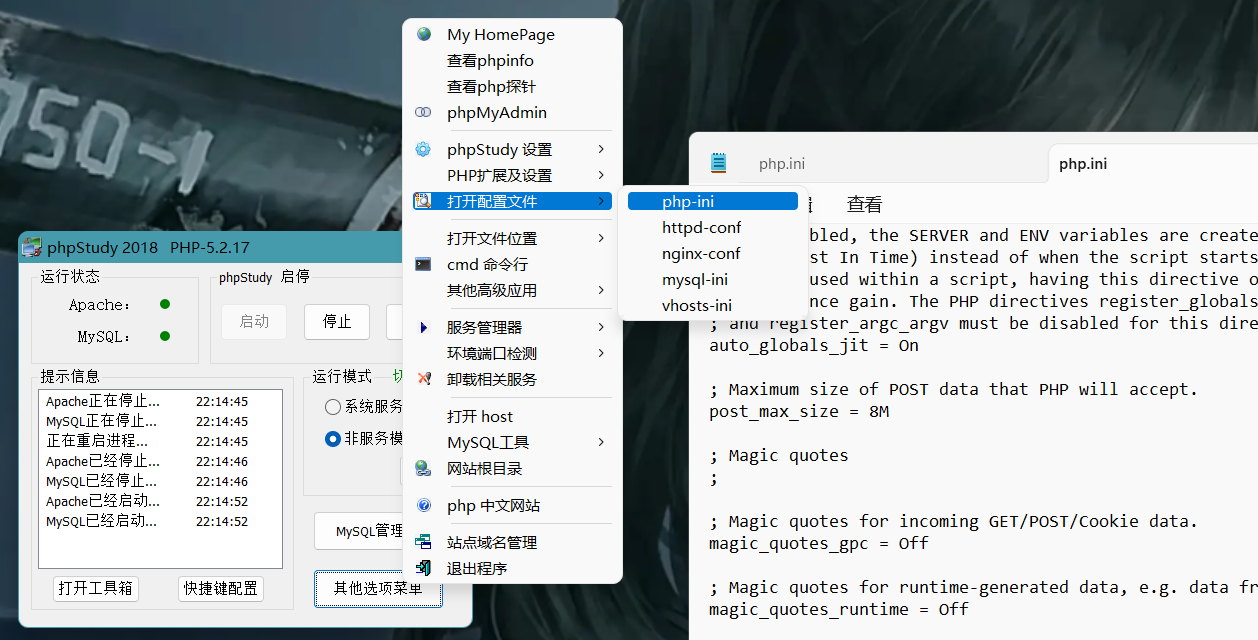 750-1
My HomePage
查看phpinfo
查看php探针
phpMyAdmin
phpStudy 设置
PHP扩展及设置
打开配置文件
打开文件位置
cmd 命令行
其他高级应用
服务管理器
环境端口检测
卸载相关服务
打开 host
MySQL工具
网站根目录
php 中文网站
站点域名管理
退出程序
php-ini
httpd-conf
nginx-conf
mysql-ini
vhosts-ini
phpStudy 2018 PHP-5.2.17
运行状态
Apache:
MySQL:
phpStudy 启停
启动
停止
提示信息
Apache正在停止... 22:14:45
MySQL正在停止... 22:14:45
正在重启进程... 22:14:45
Apache已经停止... 22:14:46
MySQL已经停止... 22:14:46
Apache已经启动... 22:14:52
MySQL已经启动... 22:14:52
打开工具箱
快捷键配置
运行模式
系统服务
非服务模
MySQL管理
其他选项菜单
php.ini
php.ini
查看
bled, the SERVER and ENV variables are create
st In Time) instead of when the script starts
used within a script, having this directive o
nce gain. The PHP directives register_globals
; and register_argc_argv must be disabled for this dire
auto_globals_jit = On
; Maximum size of POST data that PHP will accept.
post_max_size = 8M
; Magic quotes
;
; Magic quotes for incoming GET/POST/Cookie data.
magic_quotes_gpc = Off
; Magic quotes for runtime-generated data, e.g. data fr
magic_quotes_runtime = Off